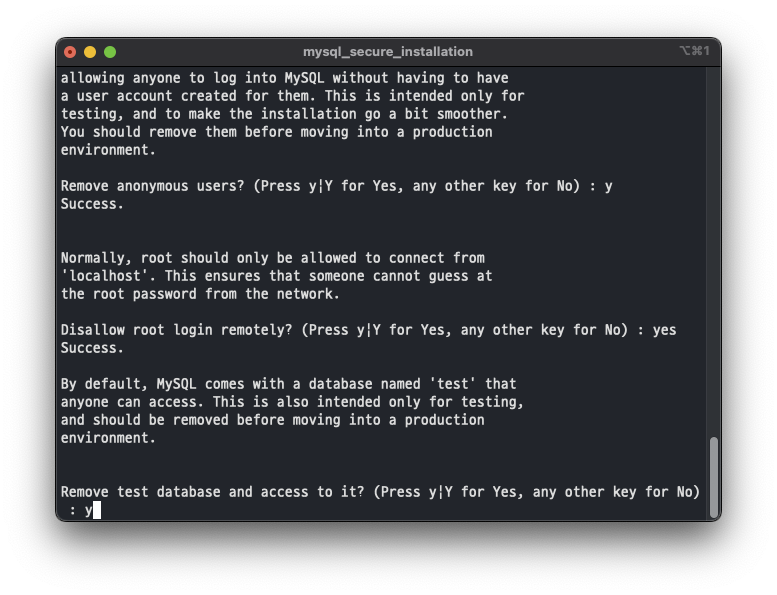 mysql_secure_installation
⌥⌘1
allowing anyone to log into MySQL without having to have
a user account created for them. This is intended only for
testing, and to make the installation go a bit smoother.
You should remove them before moving into a production
environment.
Remove anonymous users? (Press y¦Y for Yes, any other key for No) : y
Success.
Normally, root should only be allowed to connect from
'localhost'. This ensures that someone cannot guess at
the root password from the network.
Disallow root login remotely? (Press y¦Y for Yes, any other key for No) : yes
Success.
By default, MySQL comes with a database named 'test' that
anyone can access. This is also intended only for testing,
and should be removed before moving into a production
environment.
Remove test database and access to it? (Press y¦Y for Yes, any other key for No)
: y